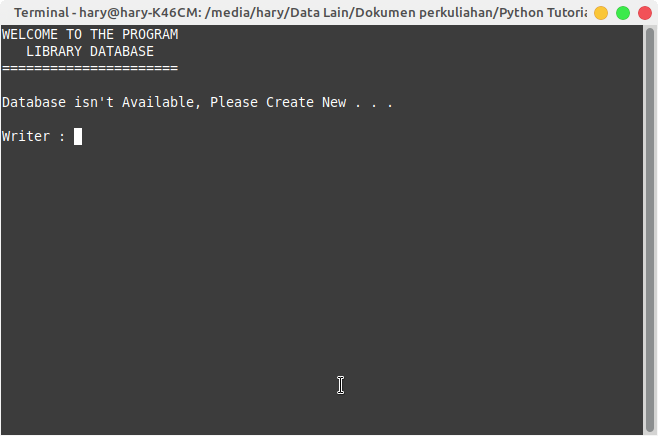 Terminal - hary@hary-K46CM: /media/hary/Data Lain/Dokumen perkuliahan/Python Tutoria
WELCOME TO THE PROGRAM
LIBRARY DATABASE
======================
Database isn't Available, Please Create New . . .
Writer :